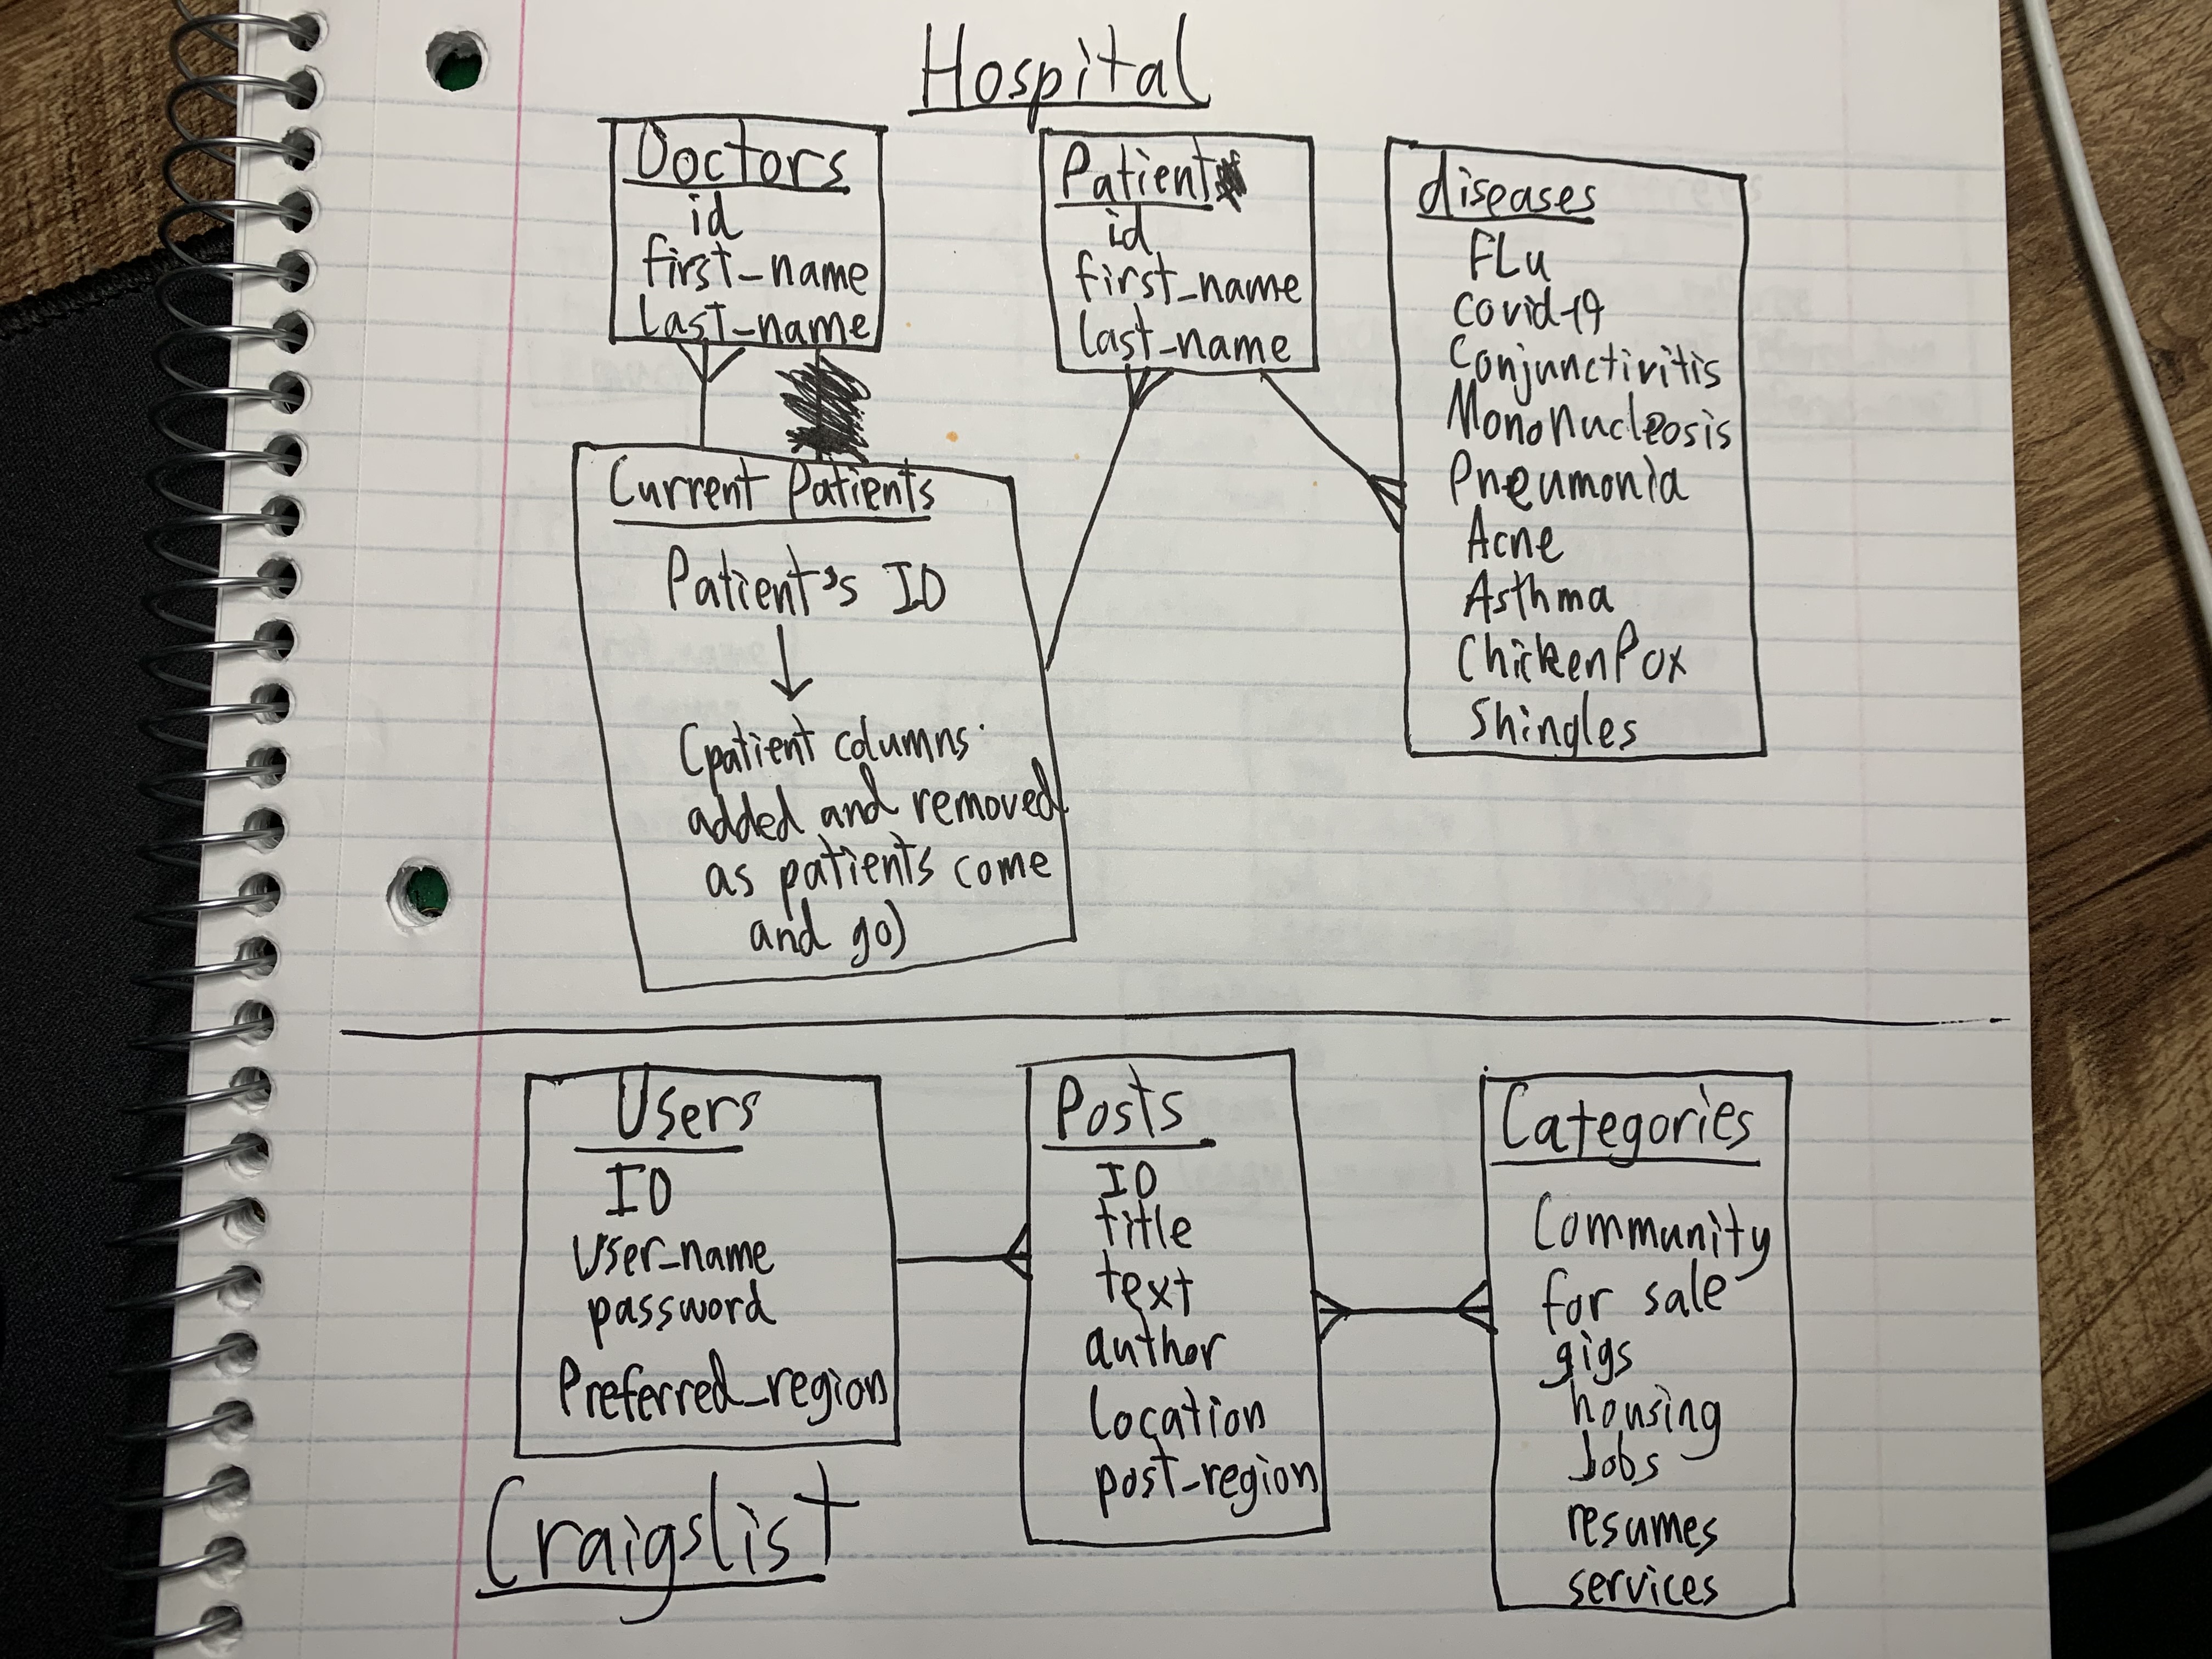 Hospital
Doctors
id
first_name
Last_name
Patient
id
first_name
Last_name
diseases
FLu
Covid-19
Conjunctivitis
MonoNucleosis
Pneumonia
Acne
Asthma
ChickenPox
Shingles
Current Patients
Patient's ID
↓
(patient columns
added and removed
as patients come
and go)
Users
ID
User_name
password
Preferred_region
Posts
ID
title
text
author
Location
post_region
Categories
Community
for sale
gigs
housing
Jobs
resumes
services
Craigslist